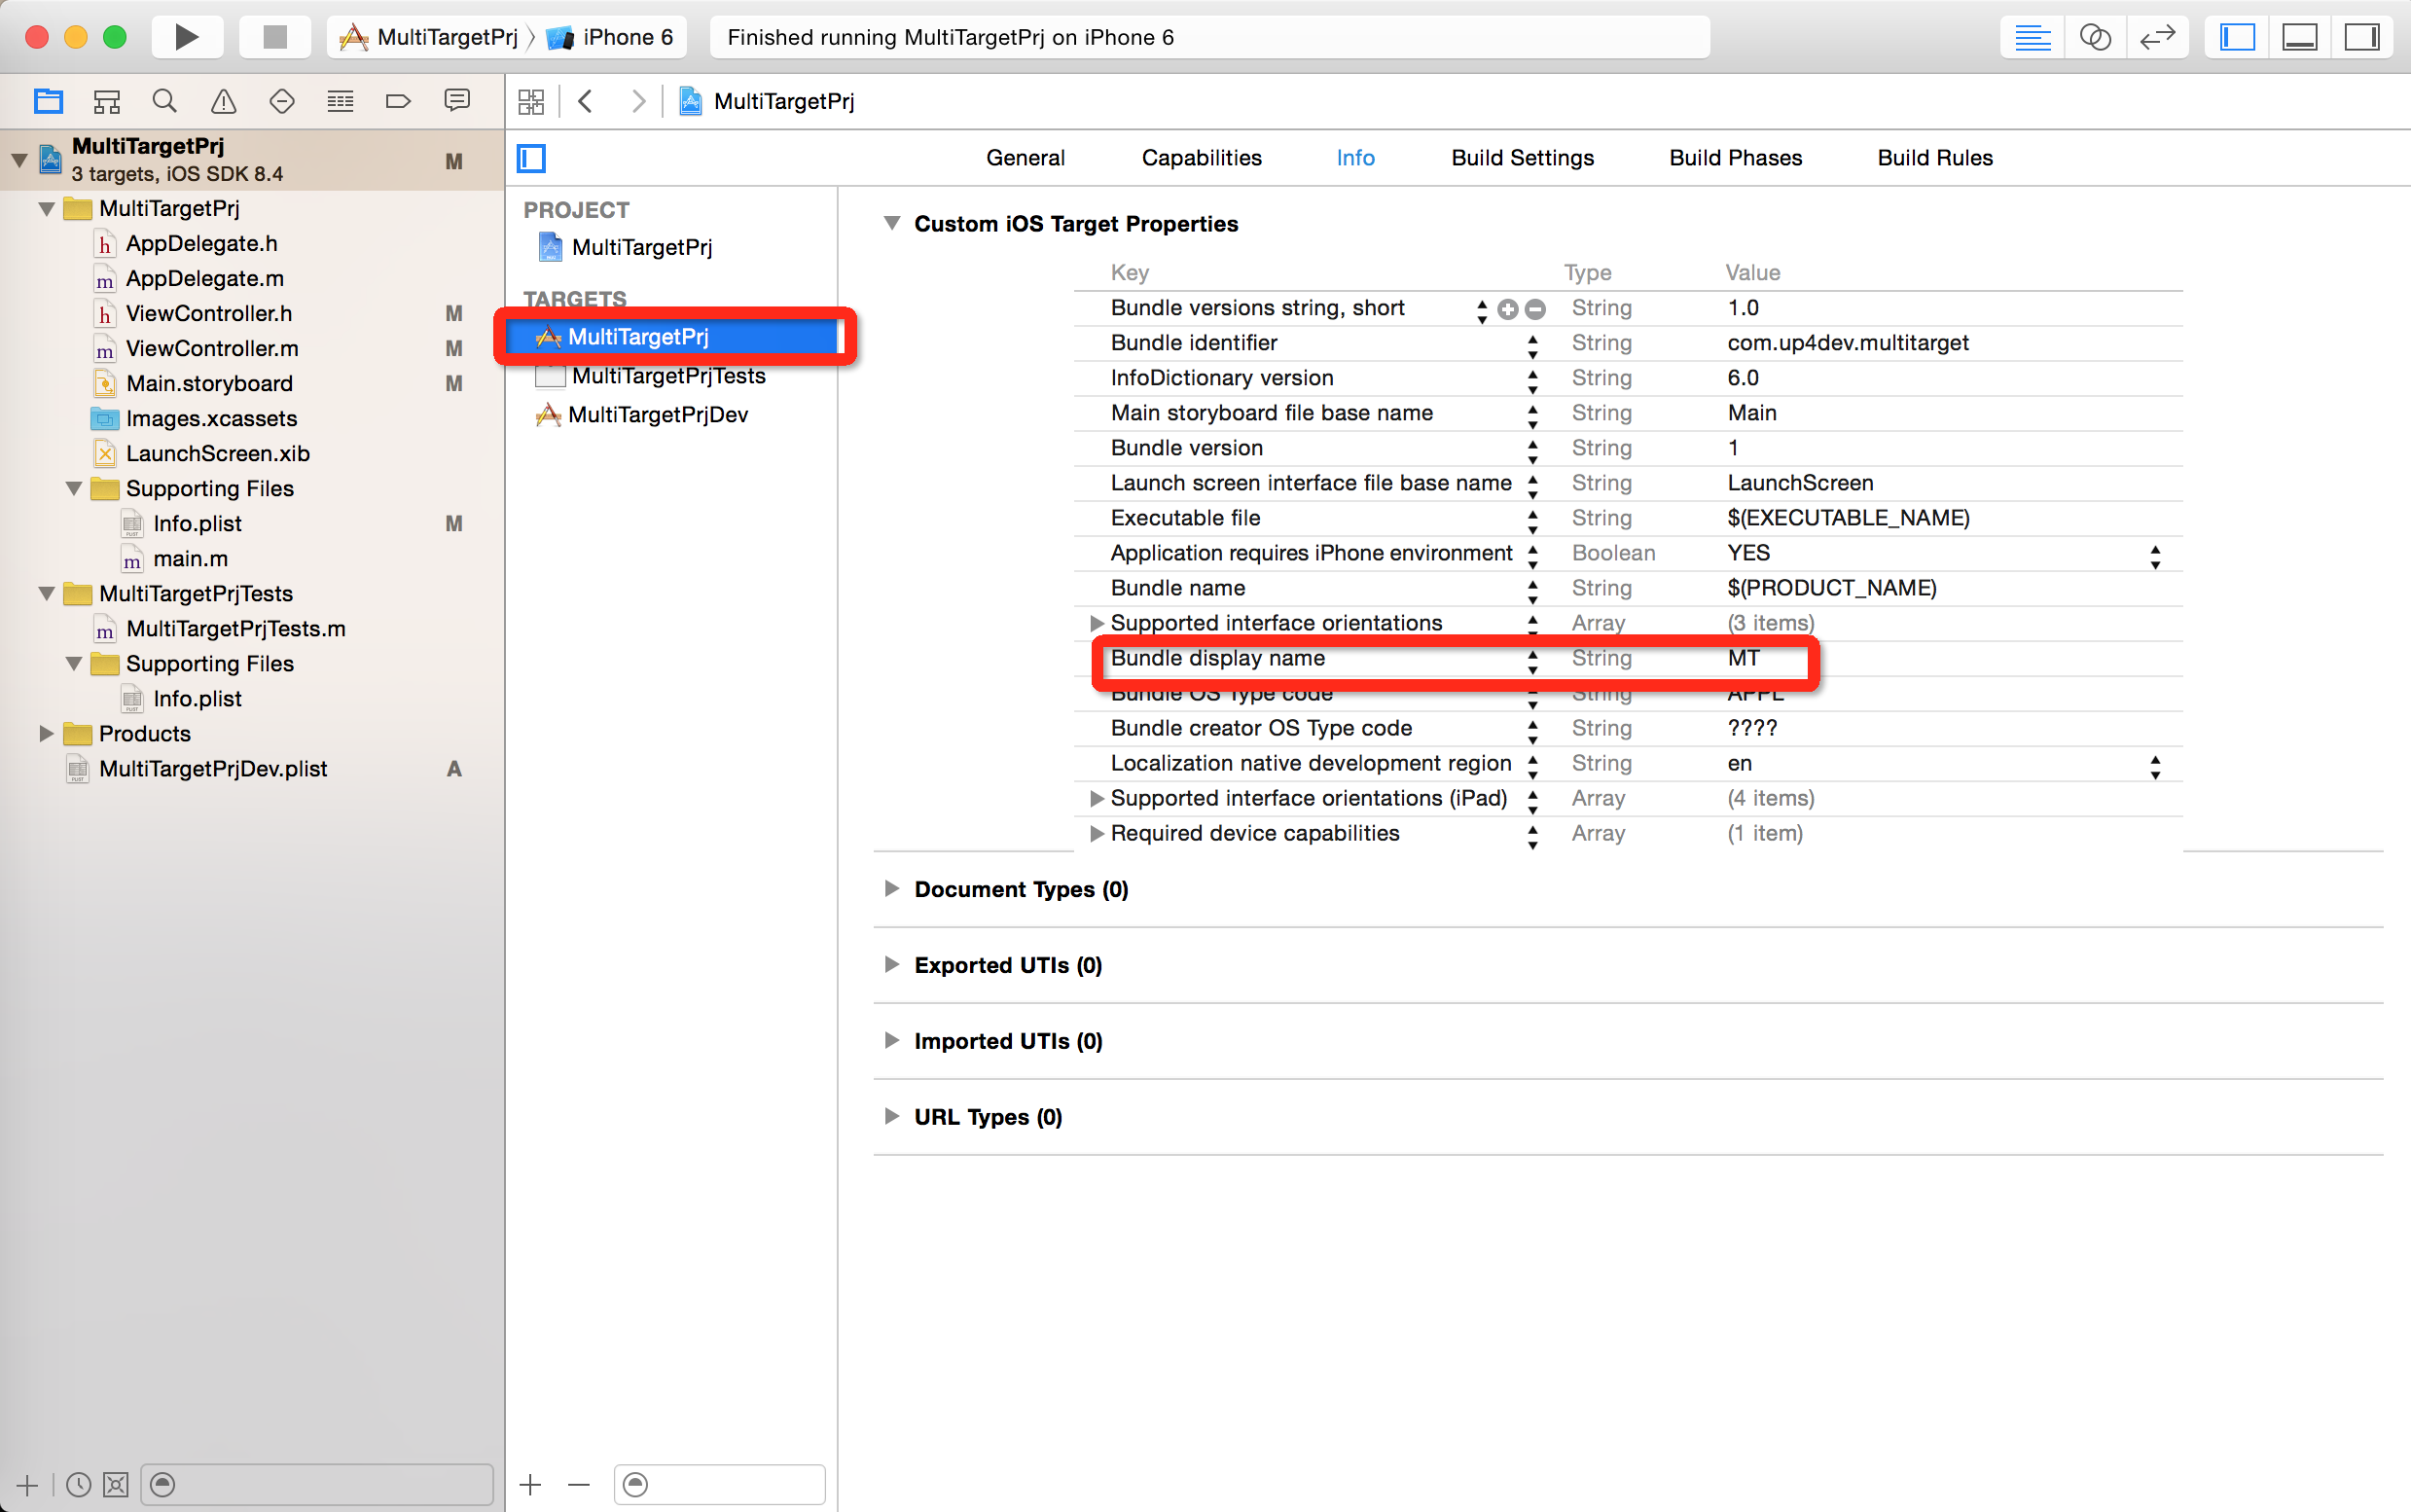 MultiTargetPrj iPhone 6 Finished running MultiTargetPrj on iPhone 6
MultiTargetPrj
MultiTargetPrj
3 targets, iOS SDK 8.4 M
MultiTargetPrj
h AppDelegate.h
m AppDelegate.m
h ViewController.h M
m ViewController.m M
Main.storyboard M
Images.xcassets
LaunchScreen.xib
Supporting Files
Info.plist M
m main.m
MultiTargetPrjTests
m MultiTargetPrjTests.m
Supporting Files
Info.plist
Products
MultiTargetPrjDev.plist A
General Capabilities Info Build Settings Build Phases Build Rules
PROJECT
MultiTargetPrj
TARGETS
MultiTargetPrj
MultiTargetPrjTests
MultiTargetPrjDev
Custom iOS Target Properties
Key Type Value
Bundle versions string, short String 1.0
Bundle identifier String com.up4dev.multitarget
InfoDictionary version String 6.0
Main storyboard file base name String Main
Bundle version String 1
Launch screen interface file base name String LaunchScreen
Executable file String $(EXECUTABLE_NAME)
Application requires iPhone environment Boolean YES
Bundle name String $(PRODUCT_NAME)
Supported interface orientations Array (3 items)
Bundle display name String MT
Bundle OS Type code String APPL
Bundle creator OS Type code String ????
Localization native development region String en
Supported interface orientations (iPad) Array (4 items)
Required device capabilities Array (1 item)
Document Types (0)
Exported UTIs (0)
Imported UTIs (0)
URL Types (0)